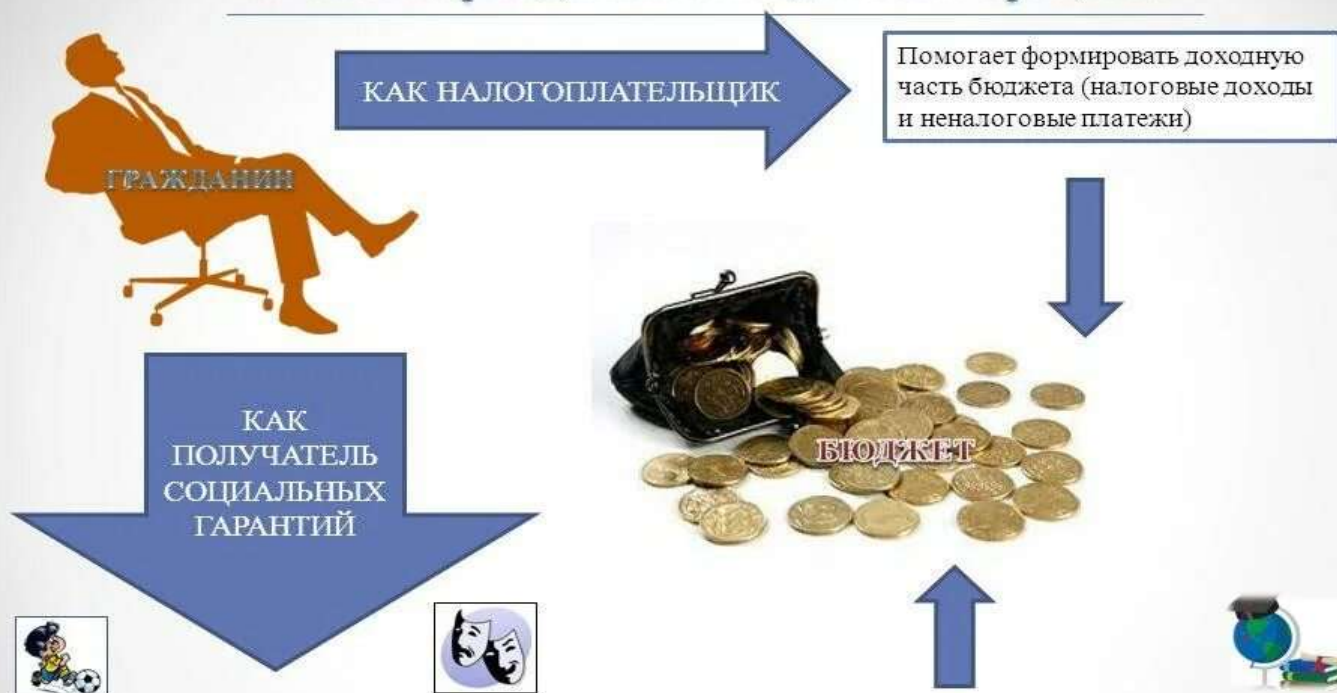 КАК НАЛОГОПЛАТЕЛЬЩИК
Помогает формировать доходную
часть бюджета (налоговые доходы
и неналоговые платежи)
ГРАЖДАНИН
БЮДЖЕТ
КАК
ПОЛУЧАТЕЛЬ
СОЦИАЛЬНЫХ
ГАРАНТИЙ